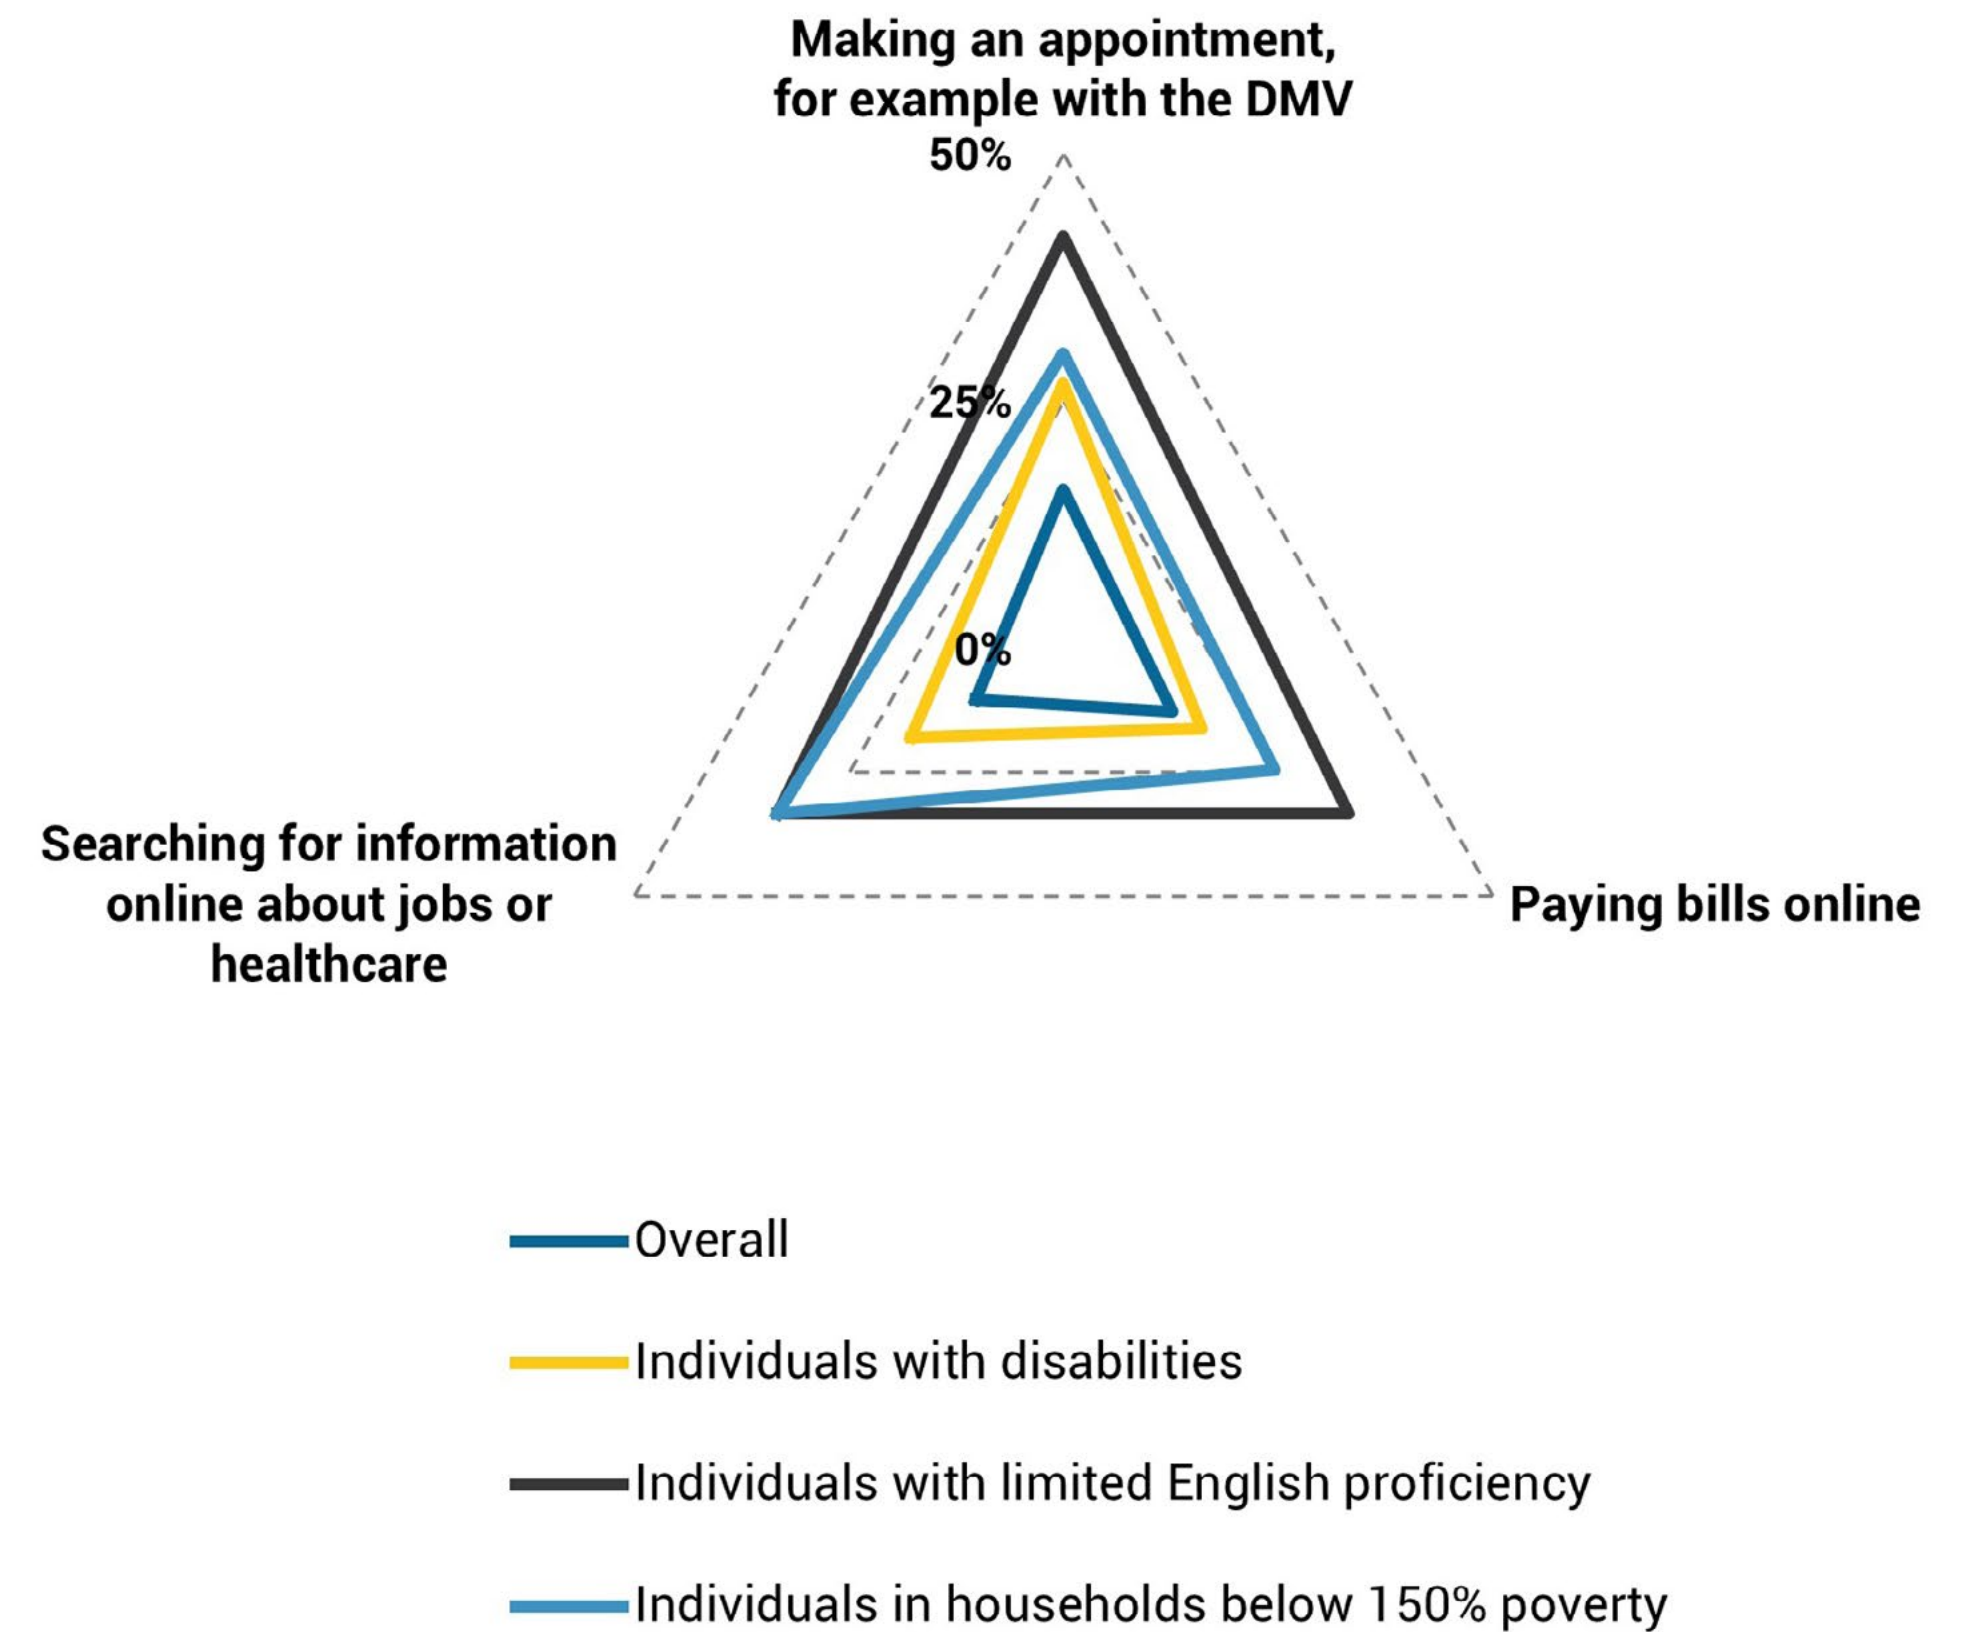 Making an appointment,
for example with the DMV
50%
25%
0%
Searching for information
online about jobs or
healthcare
Paying bills online
Overall
Individuals with disabilities
Individuals with limited English proficiency
Individuals in households below 150% poverty